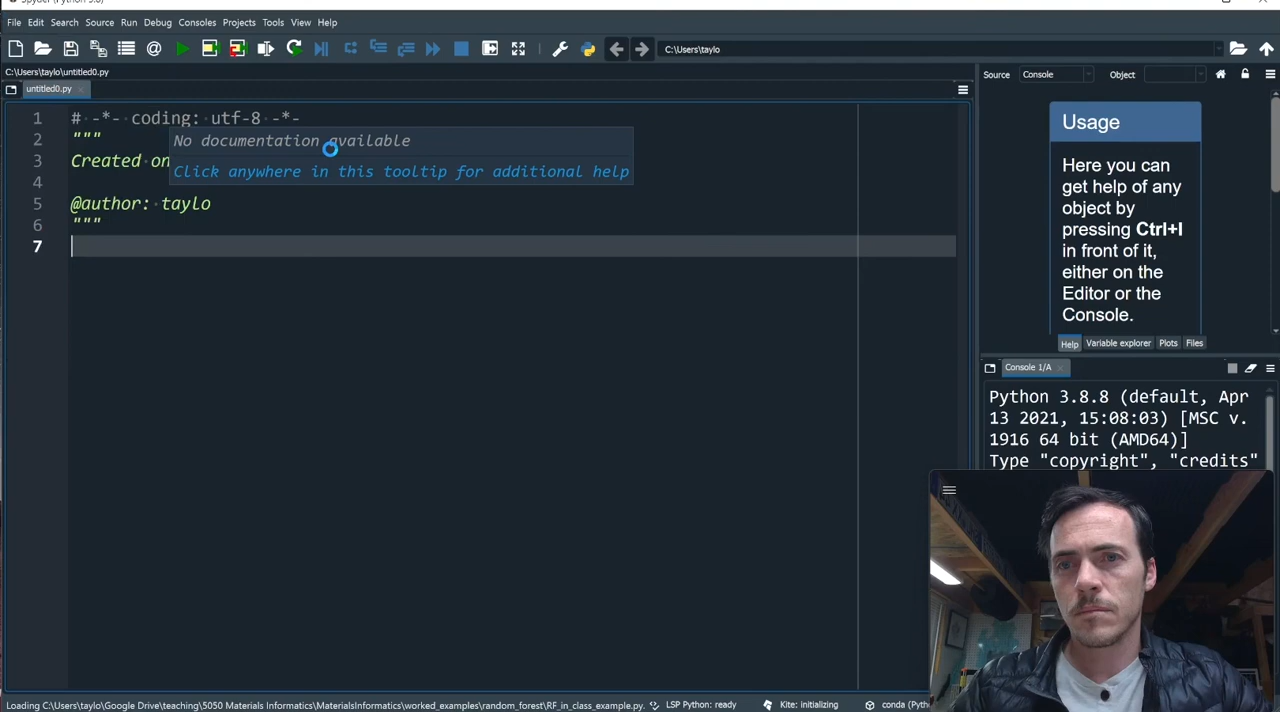 Spyder (Python 3.8)
File Edit Search Source Run Debug Consoles Projects Tools View Help
C:\Users\taylo
C:\Users\taylo\untitled0.py
untitled0.py
1 # -*- coding: utf-8 -*-
2 """
3 Created on
4
5 @author: taylo
6 """
7
No documentation available
Click anywhere in this tooltip for additional help
Source Console Object
Usage
Here you can
get help of any
object by
pressing Ctrl+I
in front of it,
either on the
Editor or the
Console.
Help Variable explorer Plots Files
Console 1/A
Python 3.8.8 (default, Apr
13 2021, 15:08:03) [MSC v.
1916 64 bit (AMD64)]
Type "copyright", "credits"
Loading C:\Users\taylo\Google Drive\teaching\5050 Materials Informatics\MaterialsInformatics\worked_examples\random_forest\RF_in_class_example.py. LSP Python: ready Kite: initializing conda (Pyth